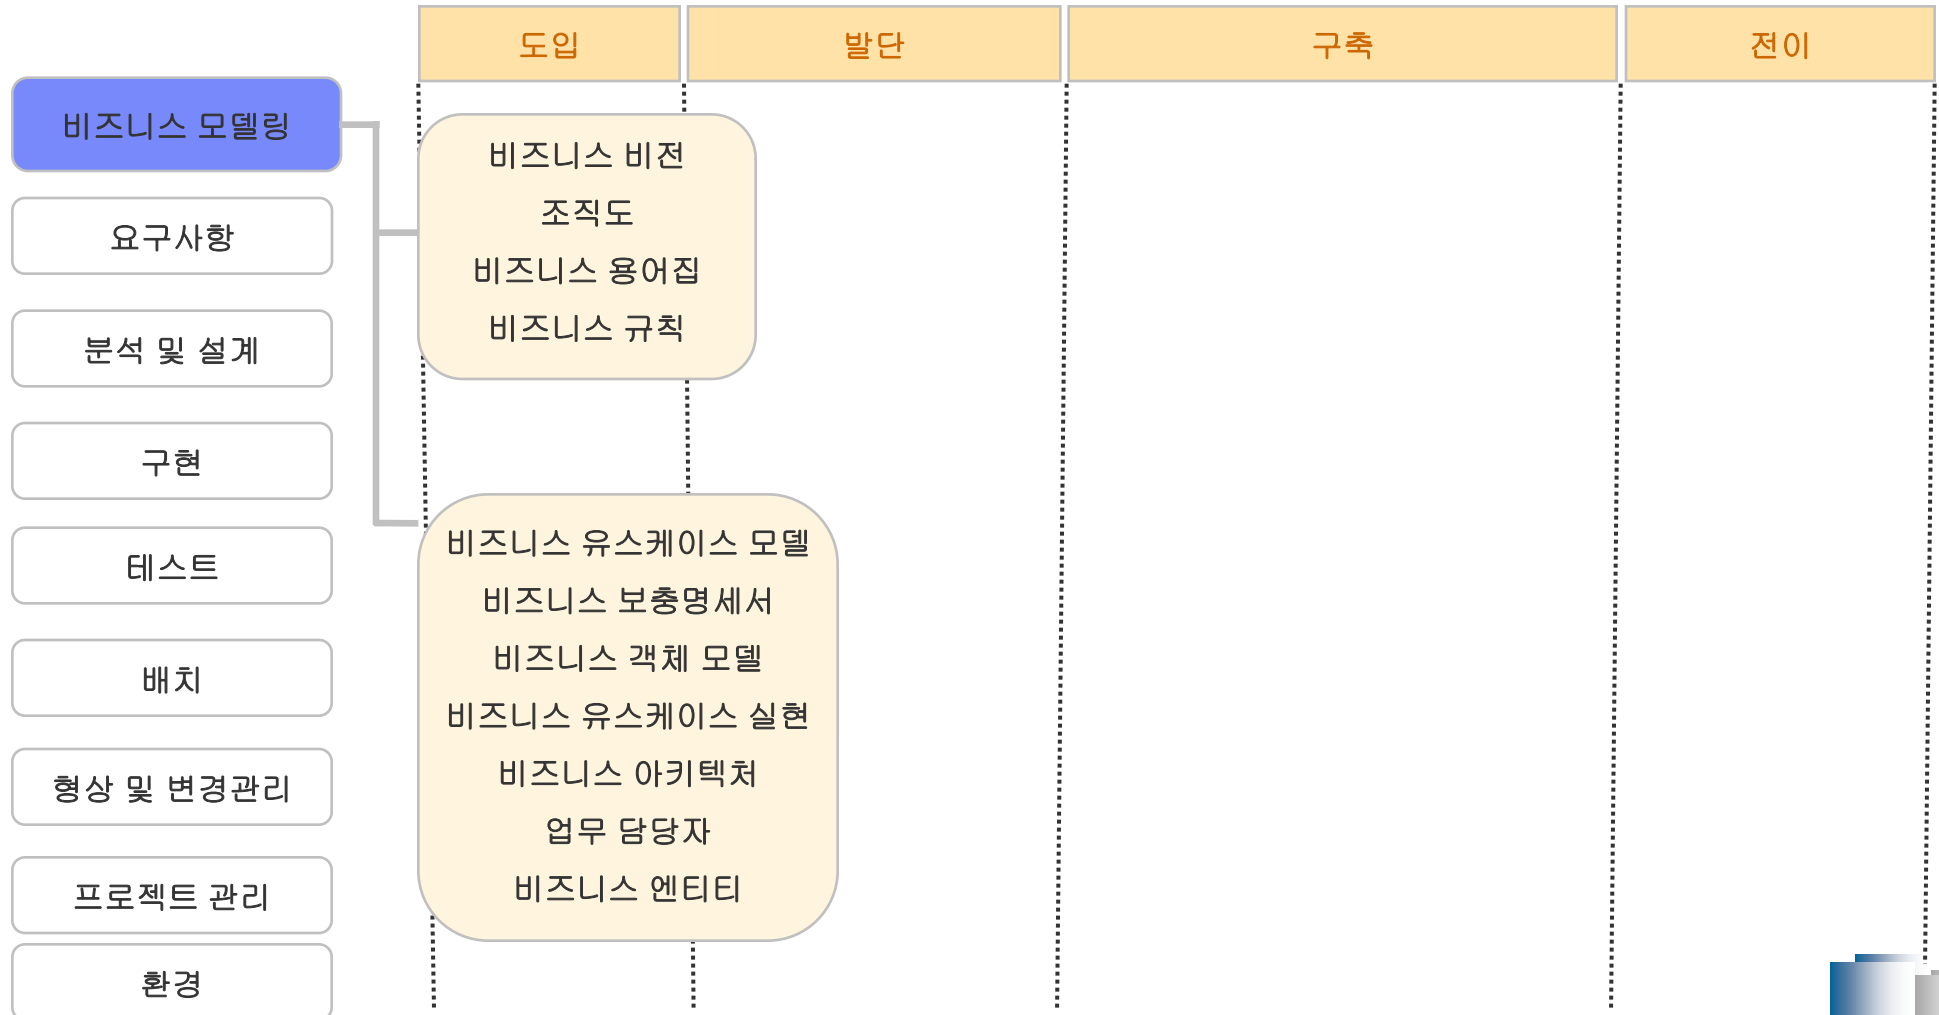 도입
발단
구축
전이
비즈니스 모델링
요구사항
분석 및 설계
구현
테스트
배치
형상 및 변경관리
프로젝트 관리
환경
비즈니스 비전
조직도
비즈니스 용어집
비즈니스 규칙
비즈니스 유스케이스 모델
비즈니스 보충명세서
비즈니스 객체 모델
비즈니스 유스케이스 실현
비즈니스 아키텍처
업무 담당자
비즈니스 엔티티